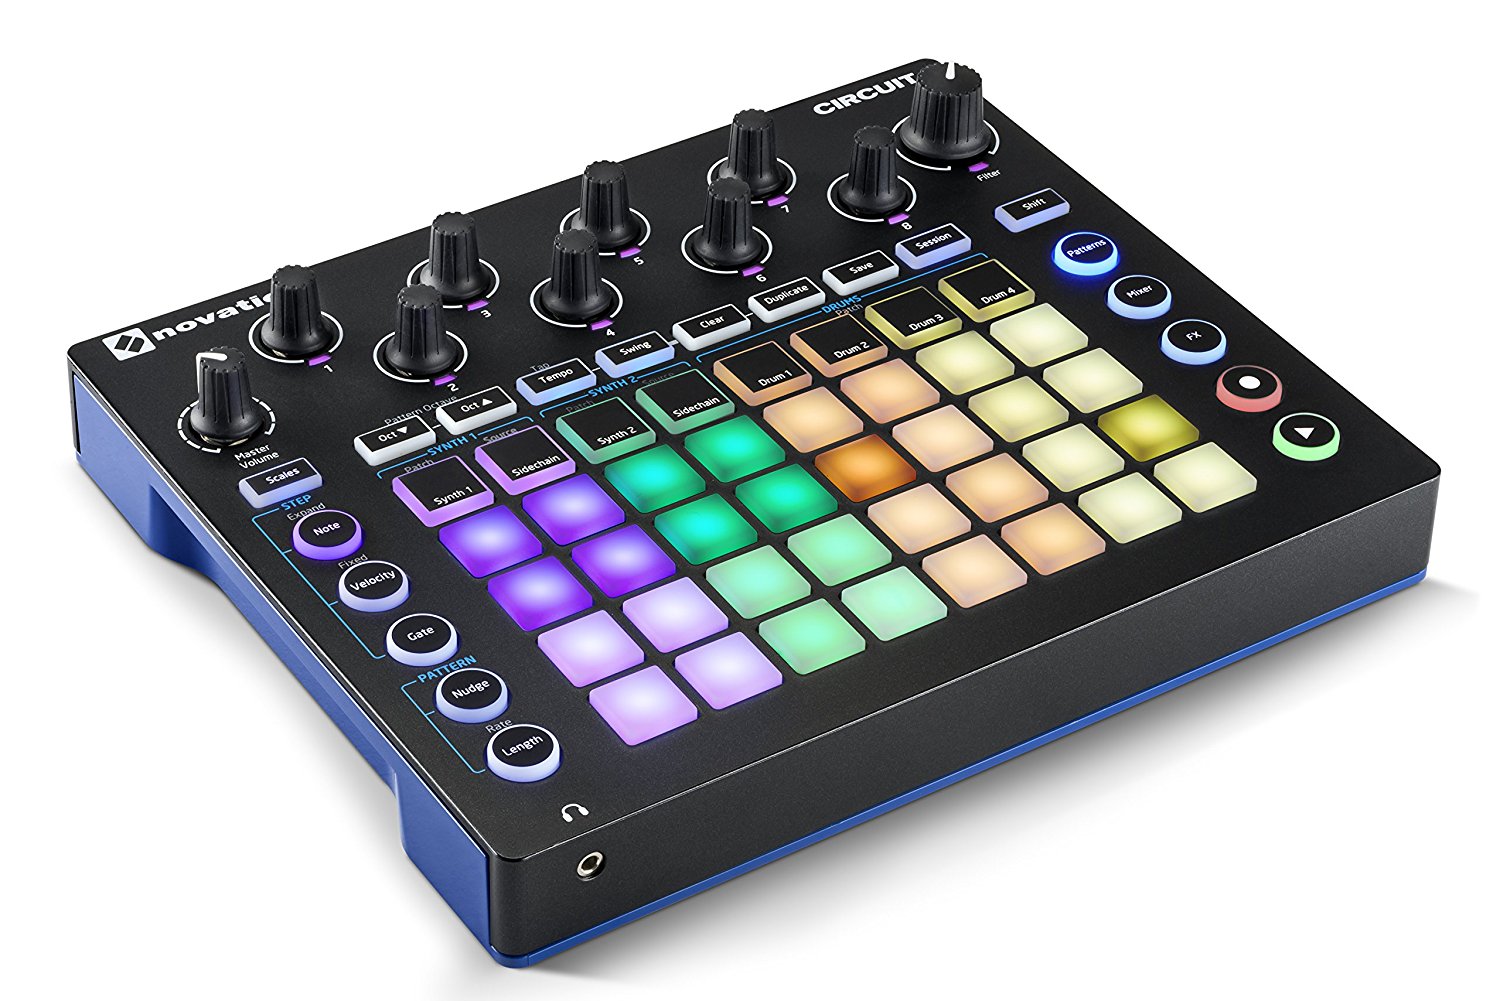 CIRCUIT
novatio
Filter
1
2
3
4
5
6
7
8
Master
Volume
Shift
Patterns
Mixer
FX
Session
Save
Duplicate
Clear
Swing
Tap
Tempo
Pattern Octave
Oct ▲
Oct ▼
Scales
SYNTH 1
Patch
Source
Synth 1
Sidechain
SYNTH 2
Patch
Source
Synth 2
Sidechain
DRUMS
Patch
Drum 1
Drum 2
Drum 3
Drum 4
STEP
Expand
Note
Fixed
Velocity
Gate
PATTERN
Nudge
Rate
Length